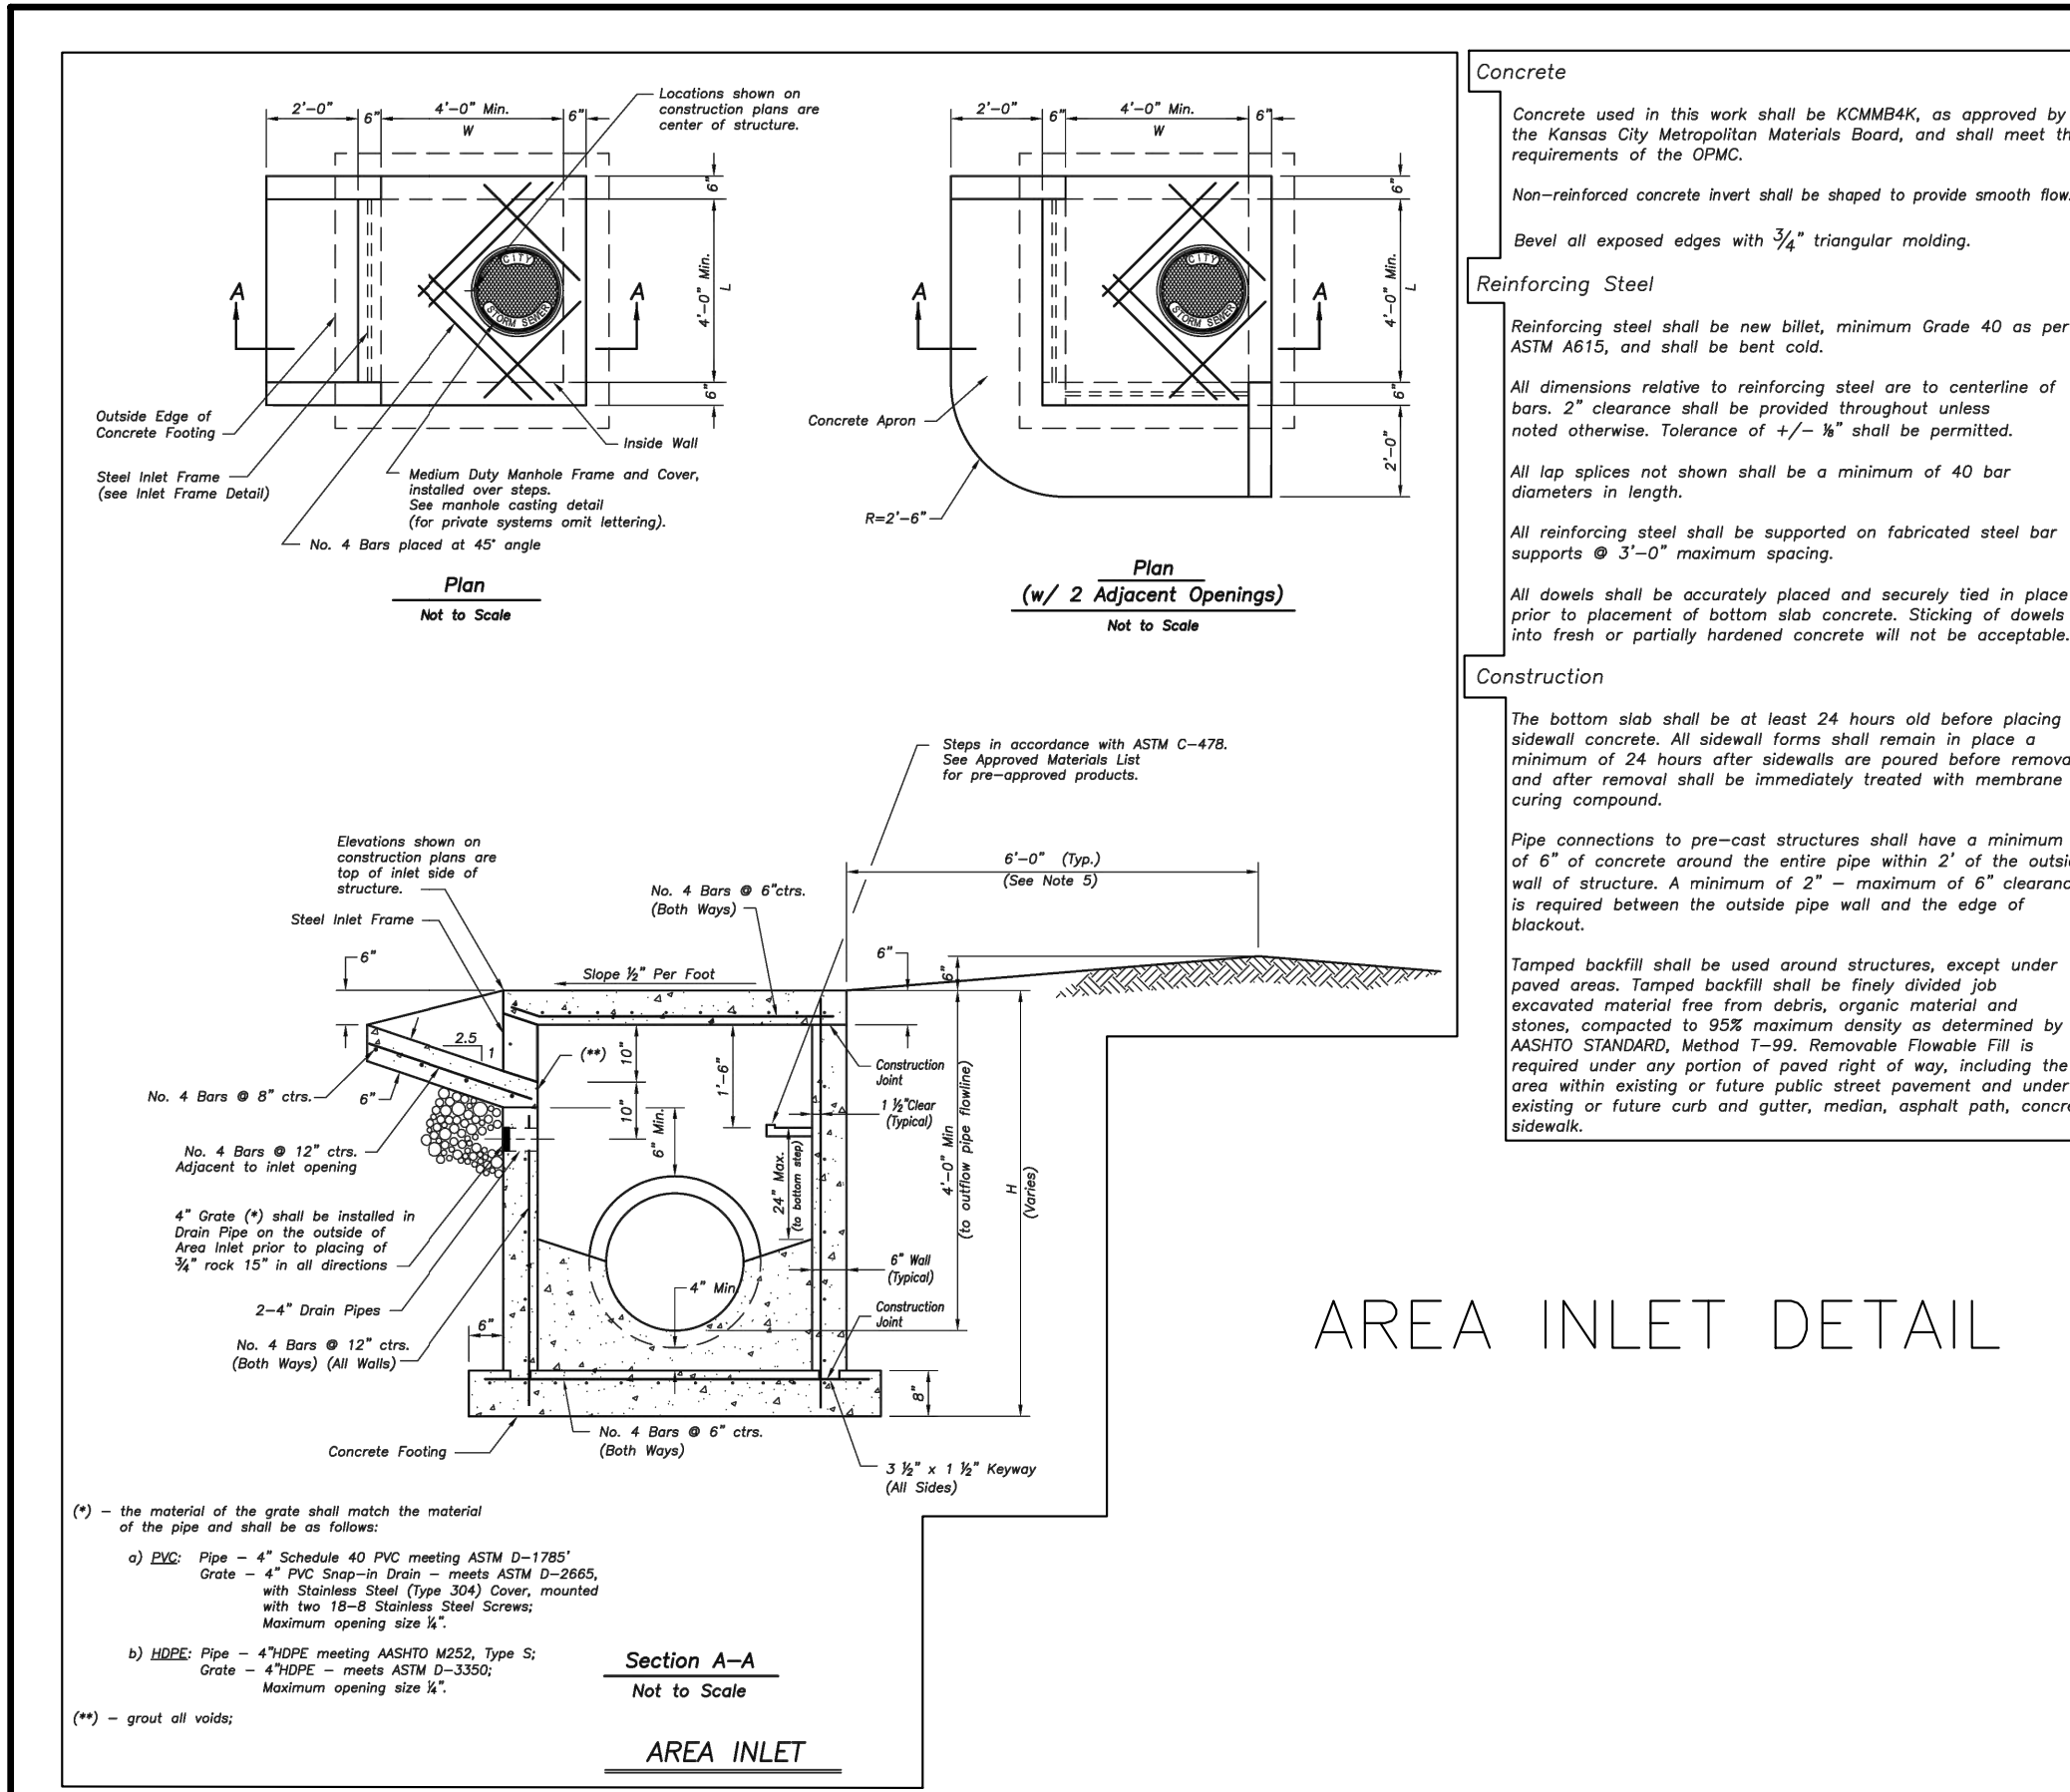 2'-0"
6"
4'-0" Min.
W
6"
Locations shown on
construction plans are
center of structure.
6"
4'-0" Min.
L
6"
A
A
CITY
STORM SEWER
Outside Edge of
Concrete Footing
Steel Inlet Frame
(see Inlet Frame Detail)
Inside Wall
Medium Duty Manhole Frame and Cover,
installed over steps.
See manhole casting detail
(for private systems omit lettering).
No. 4 Bars placed at 45° angle
Plan
Not to Scale
2'-0"
6"
4'-0" Min.
W
6"
6"
4'-0" Min.
L
6"
2'-0"
A
A
CITY
STORM SEWER
Concrete Apron
R=2'-6"
Plan
(w/ 2 Adjacent Openings)
Not to Scale
Steps in accordance with ASTM C-478.
See Approved Materials List
for pre-approved products.
Elevations shown on
construction plans are
top of inlet side of
structure.
Steel Inlet Frame
No. 4 Bars @ 6"ctrs.
(Both Ways)
6'-0" (Typ.)
(See Note 5)
6"
Slope ½" Per Foot
6"
6"
2.5
1
(**)
10"
10"
1'-6"
6" Min.
Construction
Joint
1 ½"Clear
(Typical)
24" Max.
(to bottom step)
4'-0" Min
(to outflow pipe flowline)
H
(Varies)
No. 4 Bars @ 8" ctrs.
6"
No. 4 Bars @ 12" ctrs.
Adjacent to inlet opening
4" Grate (*) shall be installed in
Drain Pipe on the outside of
Area Inlet prior to placing of
¾" rock 15" in all directions
2-4" Drain Pipes
No. 4 Bars @ 12" ctrs.
(Both Ways) (All Walls)
6"
4" Min.
6" Wall
(Typical)
Construction
Joint
8"
No. 4 Bars @ 6" ctrs.
(Both Ways)
Concrete Footing
3 ½" x 1 ½" Keyway
(All Sides)
(*) - the material of the grate shall match the material
of the pipe and shall be as follows:
a) PVC: Pipe - 4" Schedule 40 PVC meeting ASTM D-1785'
Grate - 4" PVC Snap-in Drain - meets ASTM D-2665,
with Stainless Steel (Type 304) Cover, mounted
with two 18-8 Stainless Steel Screws;
Maximum opening size ¼".
b) HDPE: Pipe - 4"HDPE meeting AASHTO M252, Type S;
Grate - 4"HDPE - meets ASTM D-3350;
Maximum opening size ¼".
(**) - grout all voids;
Section A-A
Not to Scale
AREA INLET
Concrete
Concrete used in this work shall be KCMMB4K, as approved by
the Kansas City Metropolitan Materials Board, and shall meet th
requirements of the OPMC.
Non-reinforced concrete invert shall be shaped to provide smooth flow.
Bevel all exposed edges with ¾" triangular molding.
Reinforcing Steel
Reinforcing steel shall be new billet, minimum Grade 40 as per
ASTM A615, and shall be bent cold.
All dimensions relative to reinforcing steel are to centerline of
bars. 2" clearance shall be provided throughout unless
noted otherwise. Tolerance of +/- ⅛" shall be permitted.
All lap splices not shown shall be a minimum of 40 bar
diameters in length.
All reinforcing steel shall be supported on fabricated steel bar
supports @ 3'-0" maximum spacing.
All dowels shall be accurately placed and securely tied in place
prior to placement of bottom slab concrete. Sticking of dowels
into fresh or partially hardened concrete will not be acceptable.
Construction
The bottom slab shall be at least 24 hours old before placing
sidewall concrete. All sidewall forms shall remain in place a
minimum of 24 hours after sidewalls are poured before remova
and after removal shall be immediately treated with membrane
curing compound.
Pipe connections to pre-cast structures shall have a minimum
of 6" of concrete around the entire pipe within 2' of the outsi
wall of structure. A minimum of 2" - maximum of 6" clearanc
is required between the outside pipe wall and the edge of
blackout.
Tamped backfill shall be used around structures, except under
paved areas. Tamped backfill shall be finely divided job
excavated material free from debris, organic material and
stones, compacted to 95% maximum density as determined by
AASHTO STANDARD, Method T-99. Removable Flowable Fill is
required under any portion of paved right of way, including the
area within existing or future public street pavement and under
existing or future curb and gutter, median, asphalt path, concre
sidewalk.
AREA INLET DETAIL